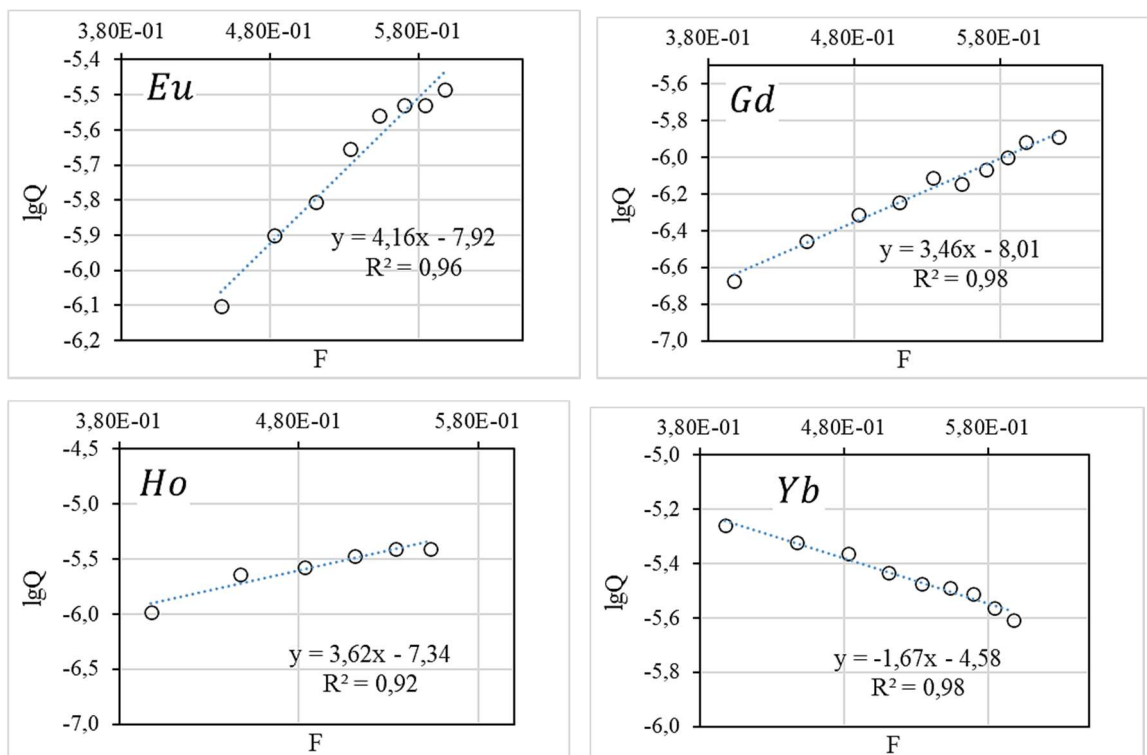 3,80E-01 4,80E-01 5,80E-01
-5,4
-5,5
-5,6
-5,7
-5,8
-5,9
-6,0
-6,1
-6,2
lgQ
Eu
y = 4,16x - 7,92
R² = 0,96
F
3,80E-01 4,80E-01 5,80E-01
-5,6
-5,8
-6,0
-6,2
-6,4
-6,6
-6,8
-7,0
lgQ
Gd
y = 3,46x - 8,01
R² = 0,98
F
3,80E-01 4,80E-01 5,80E-01
-4,5
-5,0
-5,5
-6,0
-6,5
-7,0
lgQ
Ho
y = 3,62x - 7,34
R² = 0,92
F
3,80E-01 4,80E-01 5,80E-01
-5,0
-5,2
-5,4
-5,6
-5,8
-6,0
lgQ
Yb
y = -1,67x - 4,58
R² = 0,98
F